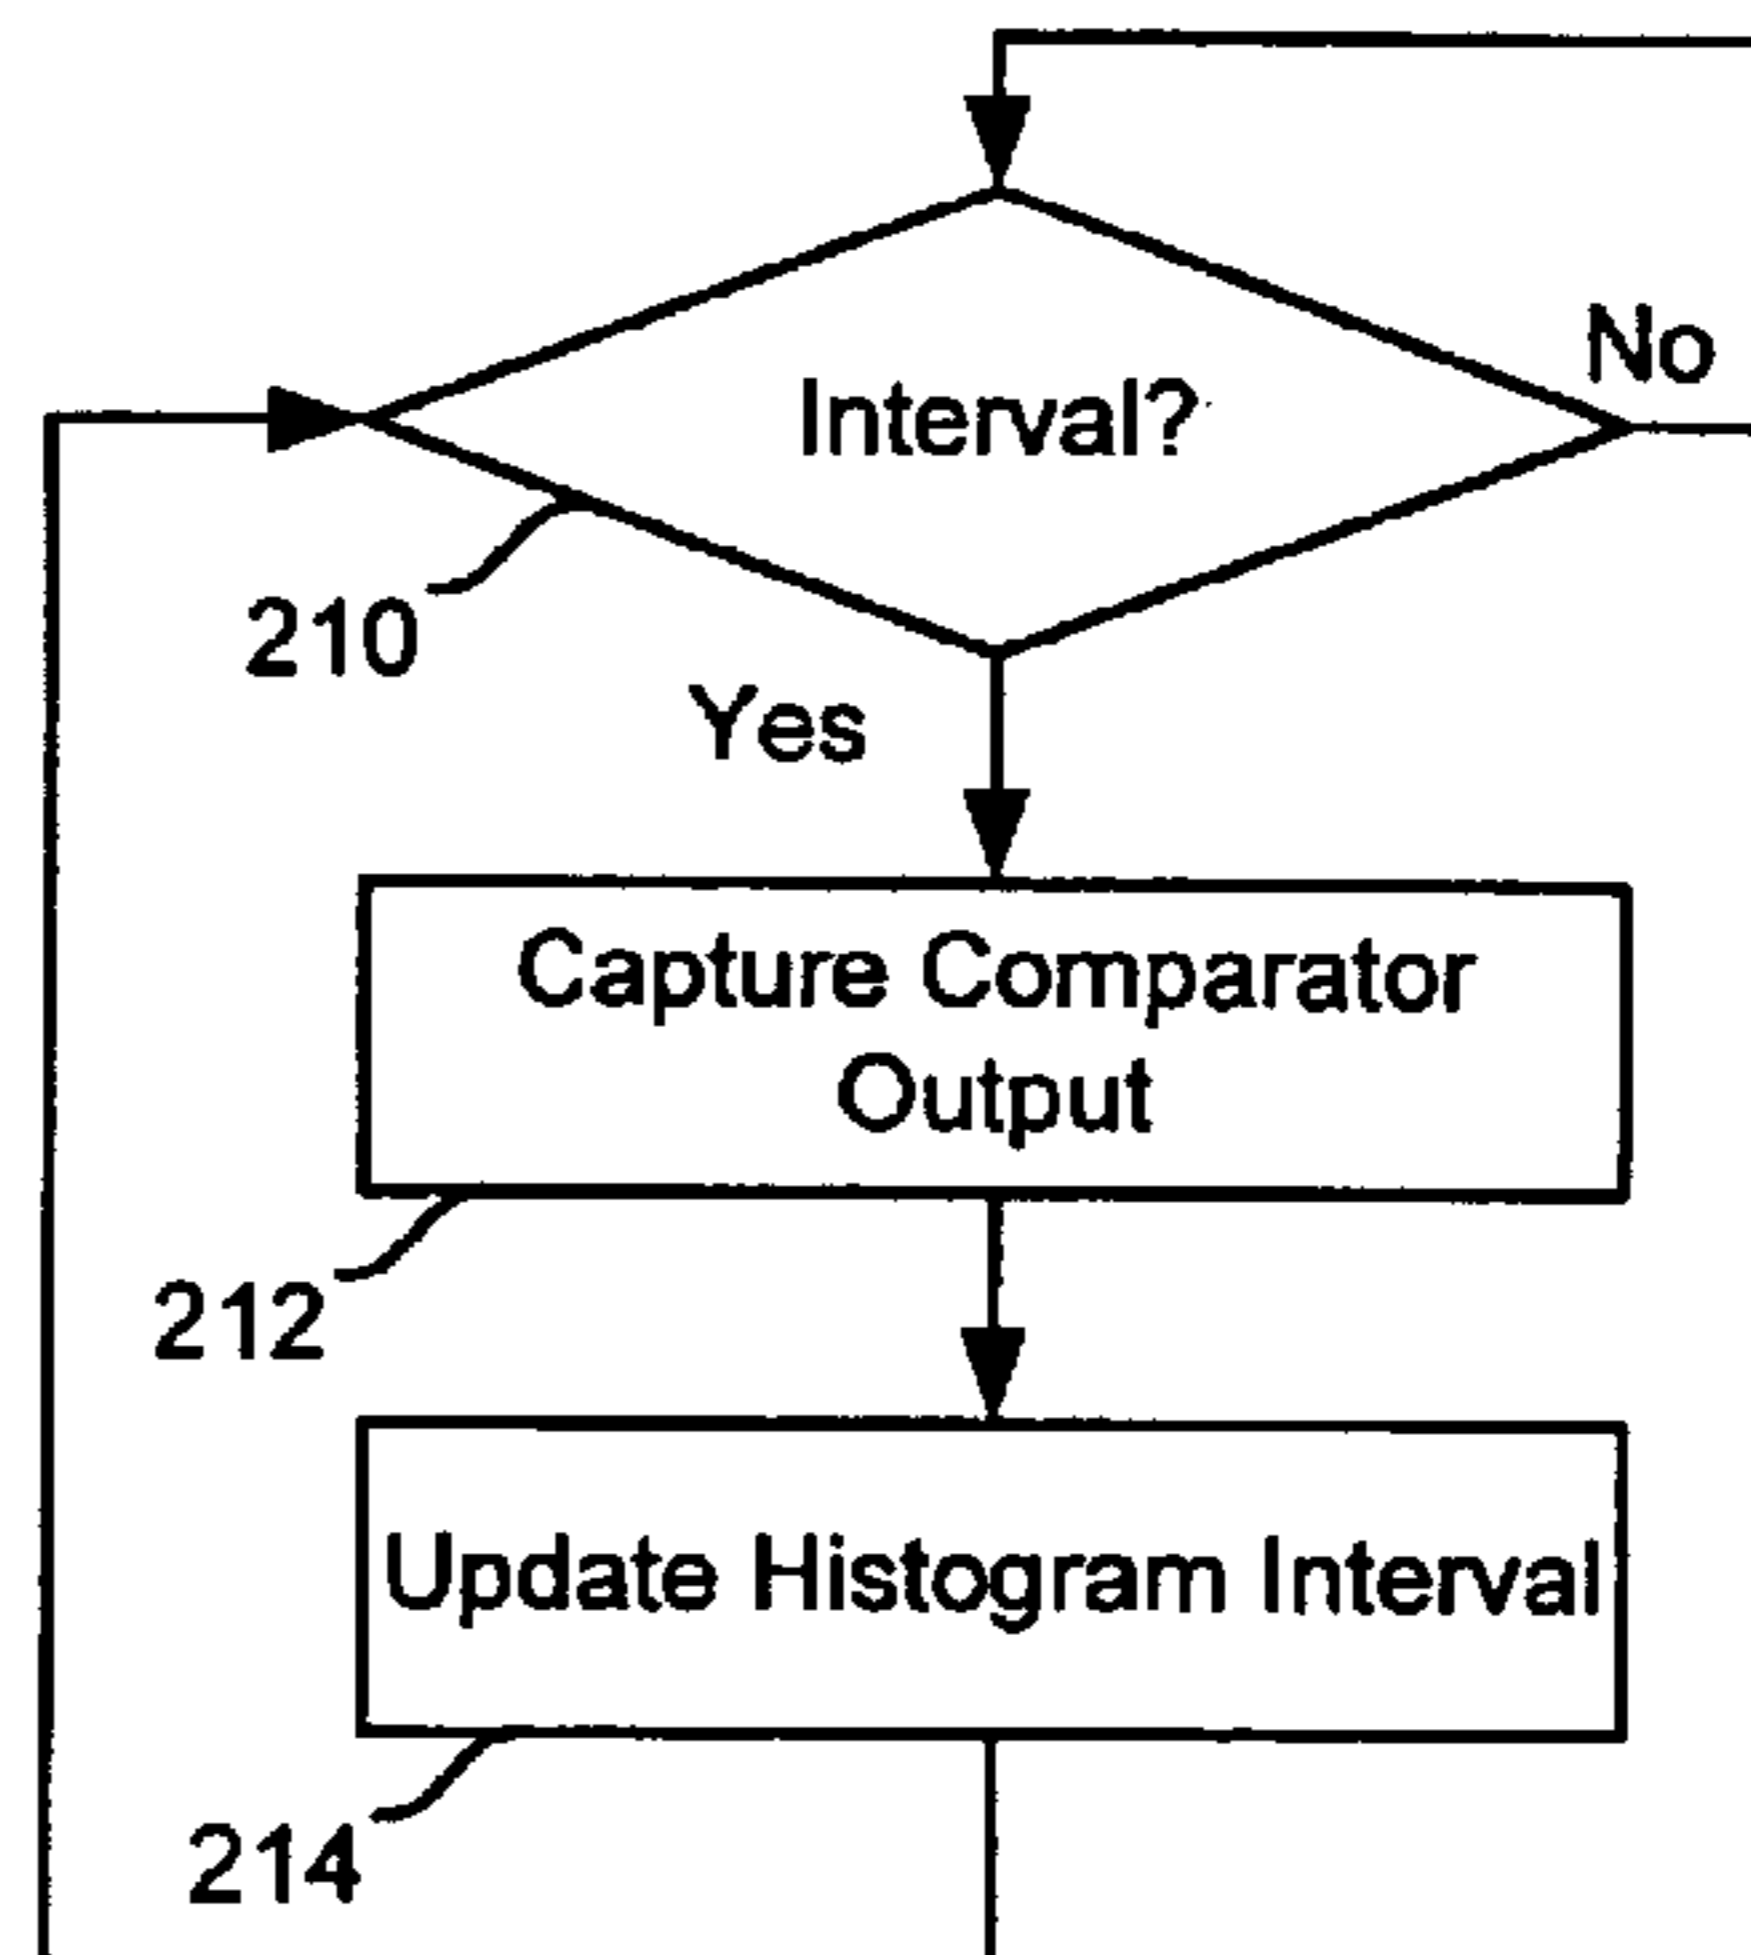 No
Interval?
210
Yes
Capture Comparator
Output
212
Update Histogram Interval
214